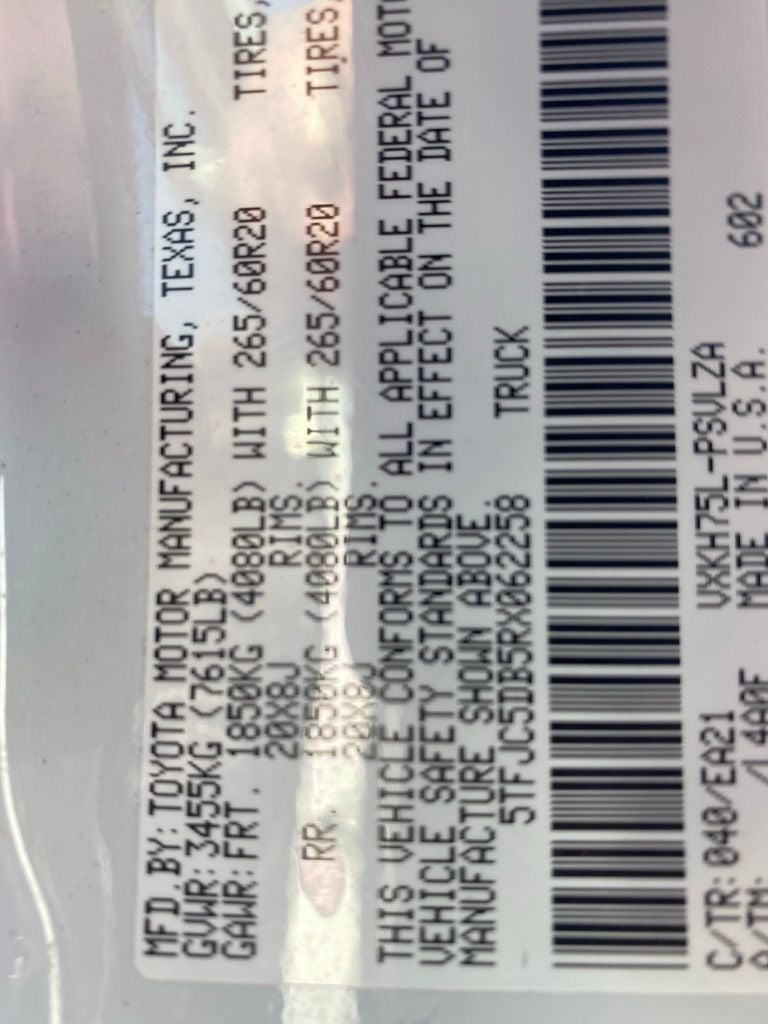 MFD.BY: TOYOTA MOTOR MANUFACTURING, TEXAS, INC.
GVWR: 3455KG (7615LB)
GAWR: FRT. 1850KG (4080LB) WITH 265/60R20 TIRES,
20X8J RIMS.
RR. 1850KG (4080LB) WITH 265/60R20 TIRES,
20X8J RIMS.
THIS VEHICLE CONFORMS TO ALL APPLICABLE FEDERAL
VEHICLE SAFETY STANDARDS IN EFFECT ON THE DATE OF
MANUFACTURE SHOWN ABOVE.
5TFJC5DB5RX062258 TRUCK
C/TR: 040/EA21 VXKH75L-PSVLZA 602
MADE IN U.S.A.